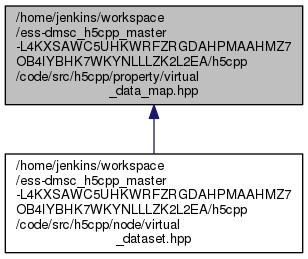 /home/jenkins/workspace
/ess-dmsc_h5cpp_master
-L4KXSAWC5UHKWRFZRGDAHPMAAHMZ7
OB4IYBHK7WKYNLLLZK2L2EA/h5cpp
/code/src/h5cpp/property/virtual
_data_map.hpp
/home/jenkins/workspace
/ess-dmsc_h5cpp_master
-L4KXSAWC5UHKWRFZRGDAHPMAAHMZ7
OB4IYBHK7WKYNLLLZK2L2EA/h5cpp
/code/src/h5cpp/node/virtual
_dataset.hpp